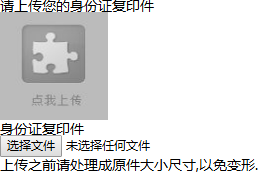 请上传您的身份证复印件
点我上传
身份证复印件
选择文件 未选择任何文件
上传之前请处理成原件大小尺寸,以免变形.